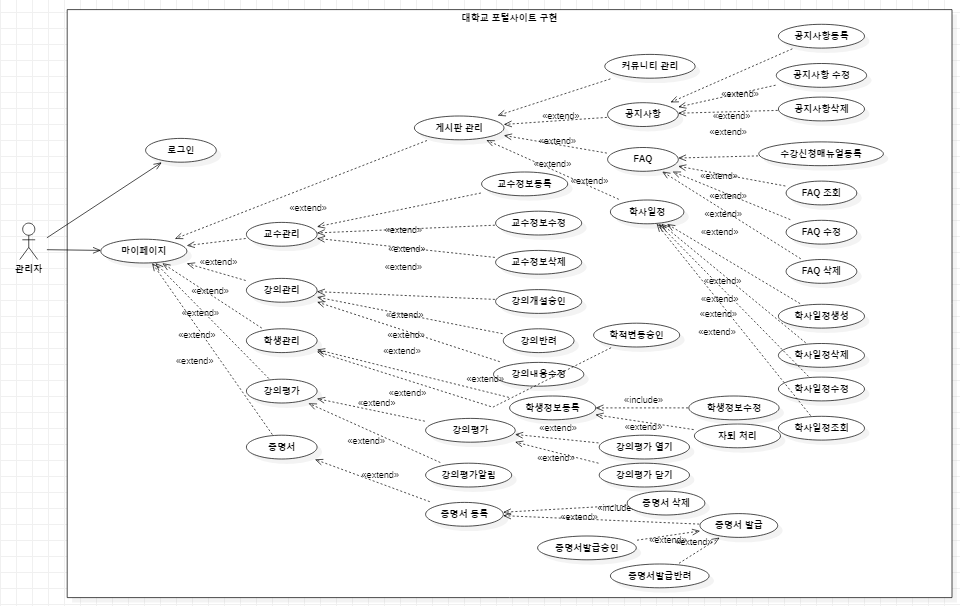 대학교 포털사이트 구현
공지사항등록
커뮤니티 관리
공지사항 수정
«extend»
공지사항삭제
공지사항
«extend»
«extend»
게시판 관리
«extend»
«extend»
로그인
FAQ
수강신청매뉴얼등록
«extend»
«extend»
«extend»
교수정보등록
FAQ 조회
«extend»
«extend»
학사일정
«extend»
교수정보수정
«extend»
«extend»
FAQ 수정
교수관리
마이페이지
«extend»
교수정보삭제
«extend»
«extend»
관리자
FAQ 삭제
«extend»
강의관리
«extend»
강의개설승인
«extend»
«extend»
«extend»
«extend»
학사일정생성
«extend»
«extend»
«extend»
학적변동승인
학생관리
강의반려
«extend»
학사일정삭제
«extend»
강의내용수정
«extend»
강의평가
«extend»
학사일정수정
«extend»
학생정보등록
«include»
학생정보수정
강의평가
«extend»
«extend»
자퇴 처리
학사일정조회
«extend»
증명서
강의평가 열기
«extend»
«extend»
강의평가알림
강의평가 닫기
증명서 삭제
«include
증명서 등록
«extend»
증명서 발급
«extend»
«extend»
증명서발급승인
증명서발급반려